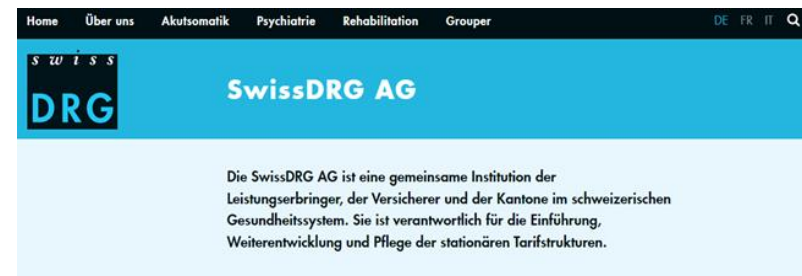 Home Über uns Akutsomatik Psychiatrie Rehabilitation Grouper DE FR IT
swiss
DRG
SwissDRG AG
Die SwissDRG AG ist eine gemeinsame Institution der
Leistungserbringer, der Versicherer und der Kantone im schweizerischen
Gesundheitssystem. Sie ist verantwortlich für die Einführung,
Weiterentwicklung und Pflege der stationären Tarifstrukturen.